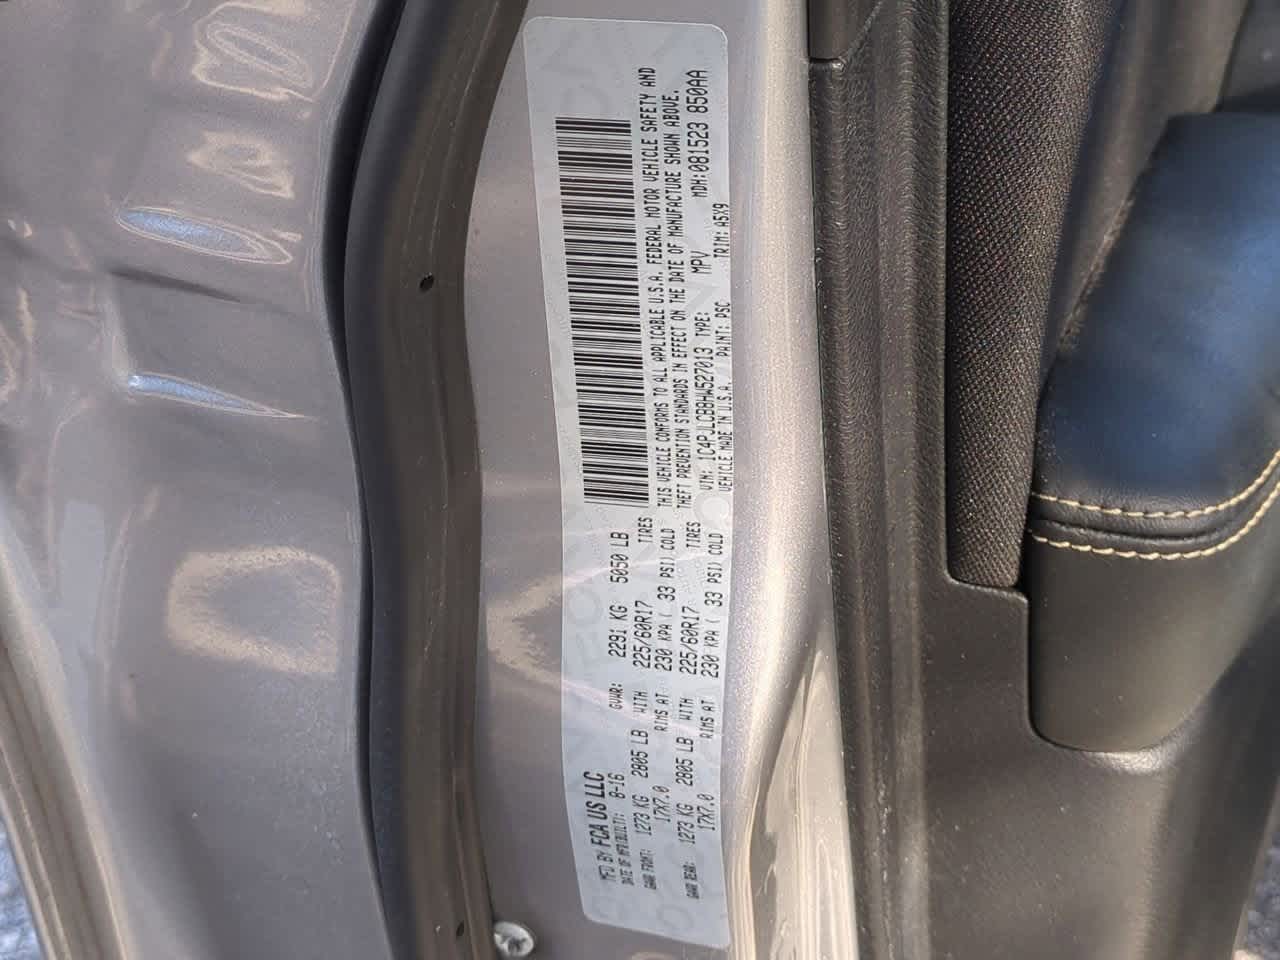 MFD BY FCA US LLC
DATE OF MFR(BUILT): 8-16 GVWR: 2291 KG 5050 LB
GAWR FRONT: 1273 KG 2805 LB WITH 225/60R17 TIRES
17X7.0 RIMS AT 230 KPA ( 33 PSI) COLD
GAWR REAR: 1273 KG 2805 LB WITH 225/60R17 TIRES
17X7.0 RIMS AT 230 KPA ( 33 PSI) COLD
THIS VEHICLE CONFORMS TO ALL APPLICABLE U.S.A. FEDERAL MOTOR VEHICLE SAFETY AND
THEFT PREVENTION STANDARDS IN EFFECT ON THE DATE OF MANUFACTURE SHOWN ABOVE.
VIN: 1C4PJLCB8HW527013 TYPE: MPV MDH:081523 850AA
VEHICLE MADE IN U.S.A. PAINT: PSC TRIM: A5X9